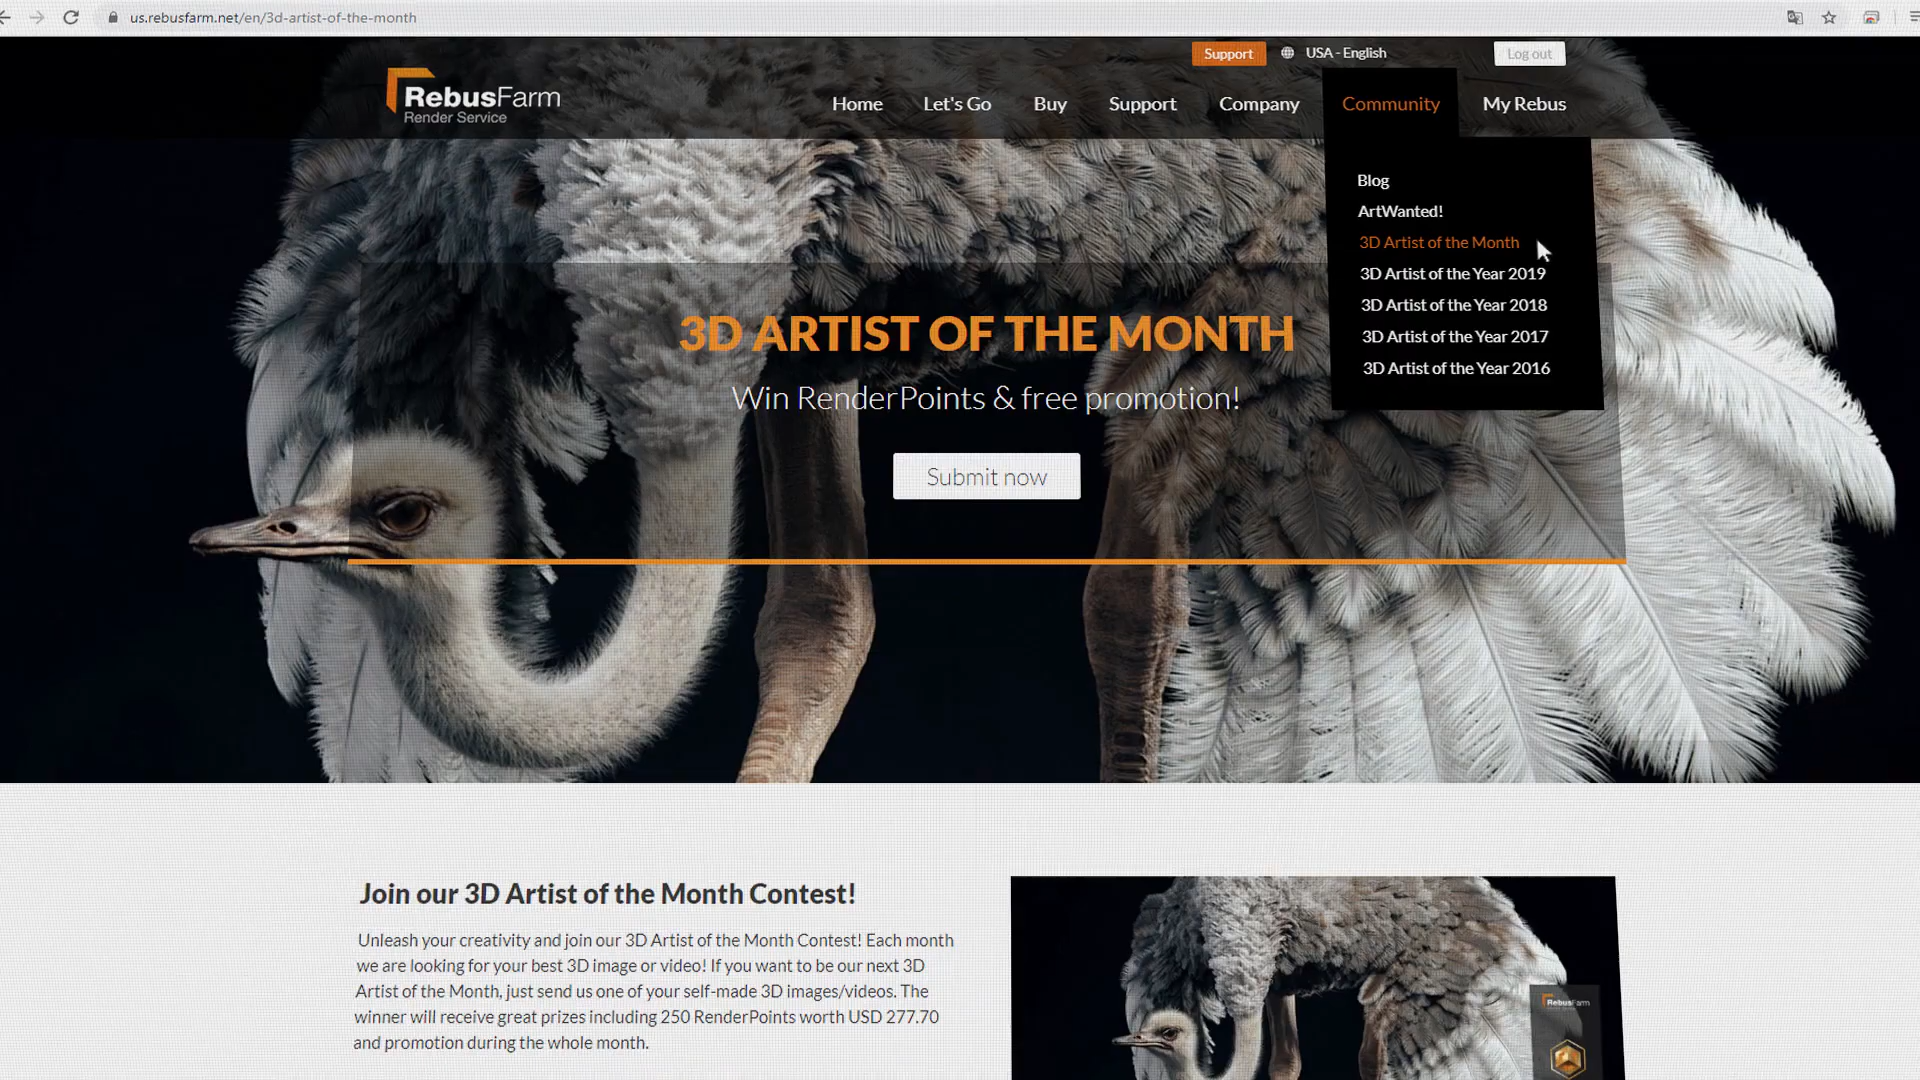 us.rebusfarm.net/en/3d-artist-of-the-month
Support
USA - English
Log out
RebusFarm
Render Service
Home
Let's Go
Buy
Support
Company
Community
My Rebus
Blog
ArtWanted!
3D Artist of the Month
3D Artist of the Year 2019
3D Artist of the Year 2018
3D Artist of the Year 2017
3D Artist of the Year 2016
3D ARTIST OF THE MONTH
Win RenderPoints & free promotion!
Submit now
Join our 3D Artist of the Month Contest!
Unleash your creativity and join our 3D Artist of the Month Contest! Each month
we are looking for your best 3D image or video! If you want to be our next 3D
Artist of the Month, just send us one of your self-made 3D images/videos. The
winner will receive great prizes including 250 RenderPoints worth USD 277.70
and promotion during the whole month.
RebusFarm